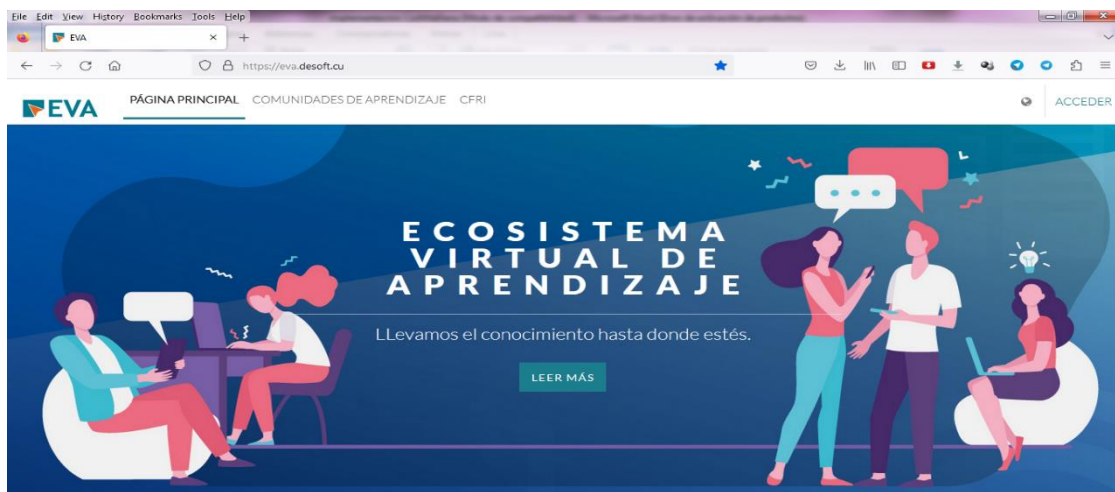 File Edit View History Bookmarks Tools Help
EVA
https://eva.desoft.cu
EVA PÁGINA PRINCIPAL COMUNIDADES DE APRENDIZAJE CFRI ACCEDER
ECOSISTEMA
VIRTUAL DE
APRENDIZAJE
LLevamos el conocimiento hasta donde estés.
LEER MÁS